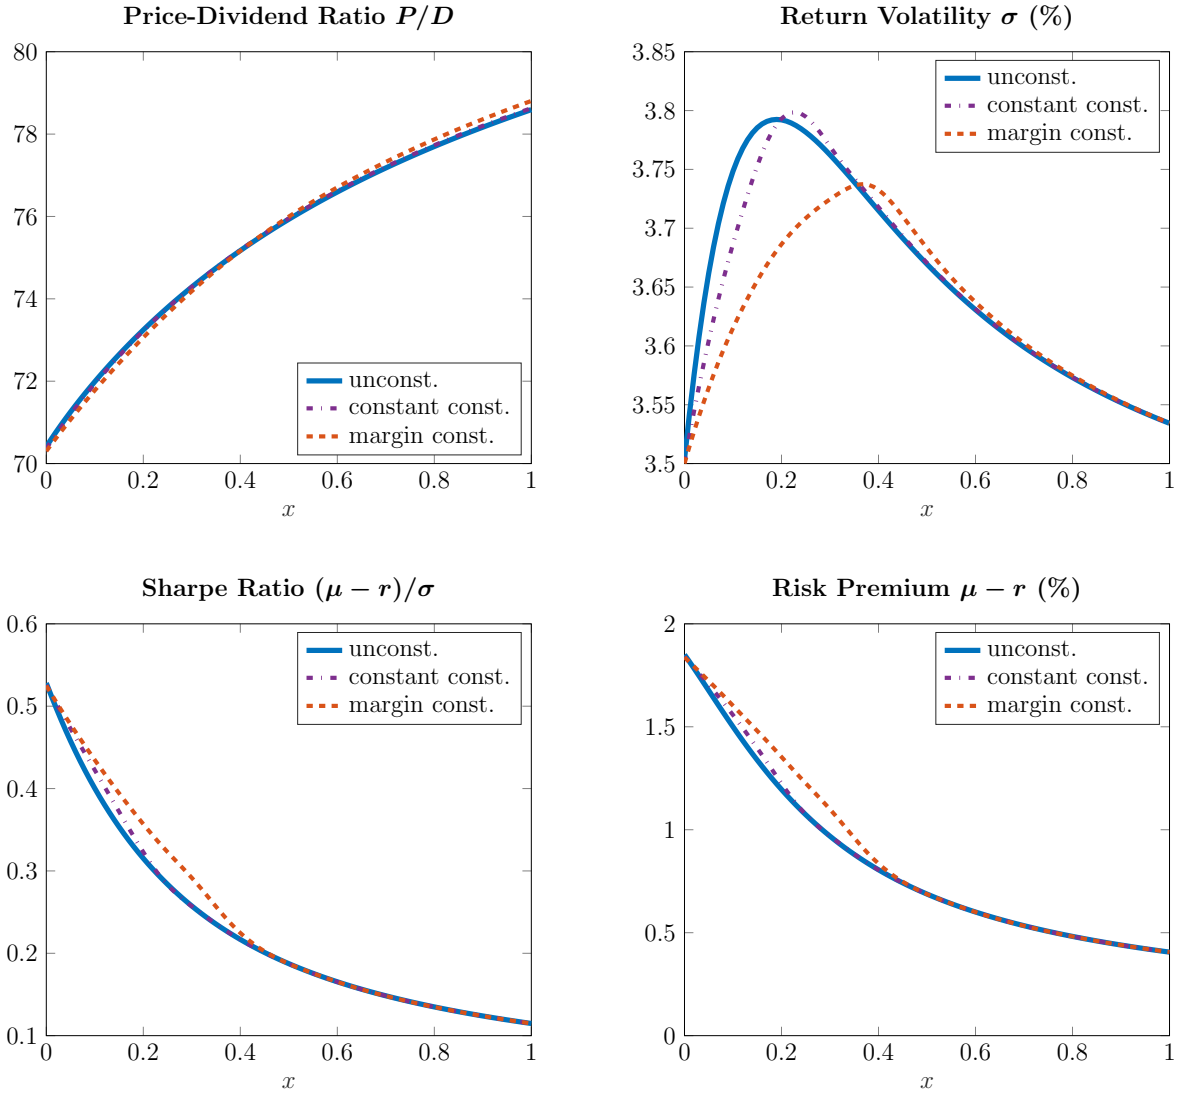 Price-Dividend Ratio P/D
80
78
76
74
72
70
0 0.2 0.4 0.6 0.8 1
x
unconst.
constant const.
margin const.
Return Volatility σ (%)
3.85
3.8
3.75
3.7
3.65
3.6
3.55
3.5
0 0.2 0.4 0.6 0.8 1
x
unconst.
constant const.
margin const.
Sharpe Ratio (μ − r)/σ
0.6
0.5
0.4
0.3
0.2
0.1
0 0.2 0.4 0.6 0.8 1
x
unconst.
constant const.
margin const.
Risk Premium μ − r (%)
2
1.5
1
0.5
0
0 0.2 0.4 0.6 0.8 1
x
unconst.
constant const.
margin const.